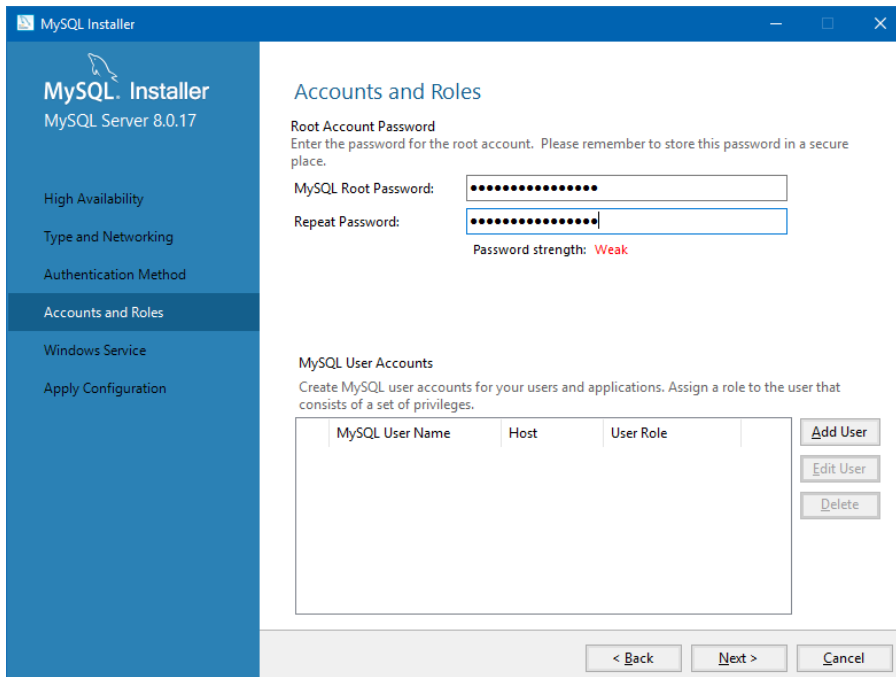 MySQL Installer
MySQL. Installer
MySQL Server 8.0.17
High Availability
Type and Networking
Authentication Method
Accounts and Roles
Windows Service
Apply Configuration
Accounts and Roles
Root Account Password
Enter the password for the root account.  Please remember to store this password in a secure
place.
MySQL Root Password: ●●●●●●●●●●●●●●●●
Repeat Password: ●●●●●●●●●●●●●●●●
Password strength: Weak
MySQL User Accounts
Create MySQL user accounts for your users and applications. Assign a role to the user that
consists of a set of privileges.
MySQL User Name Host User Role
Add User
Edit User
Delete
< Back Next > Cancel